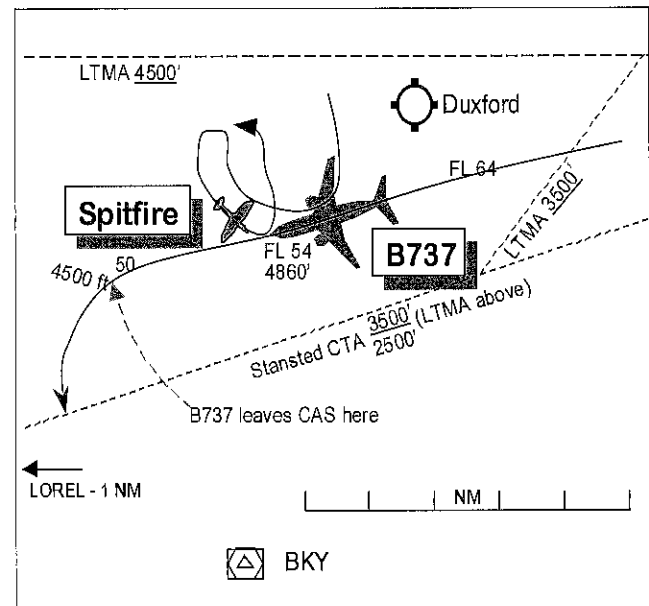 LTMA 4500'
Duxford
FL 64
Spitfire
LTMA 3500'
FL 54
4860'
B737
50
4500 ft
Stansted CTA 3500' (LTMA above)
2500'
B737 leaves CAS here
LOREL - 1 NM
NM
BKY